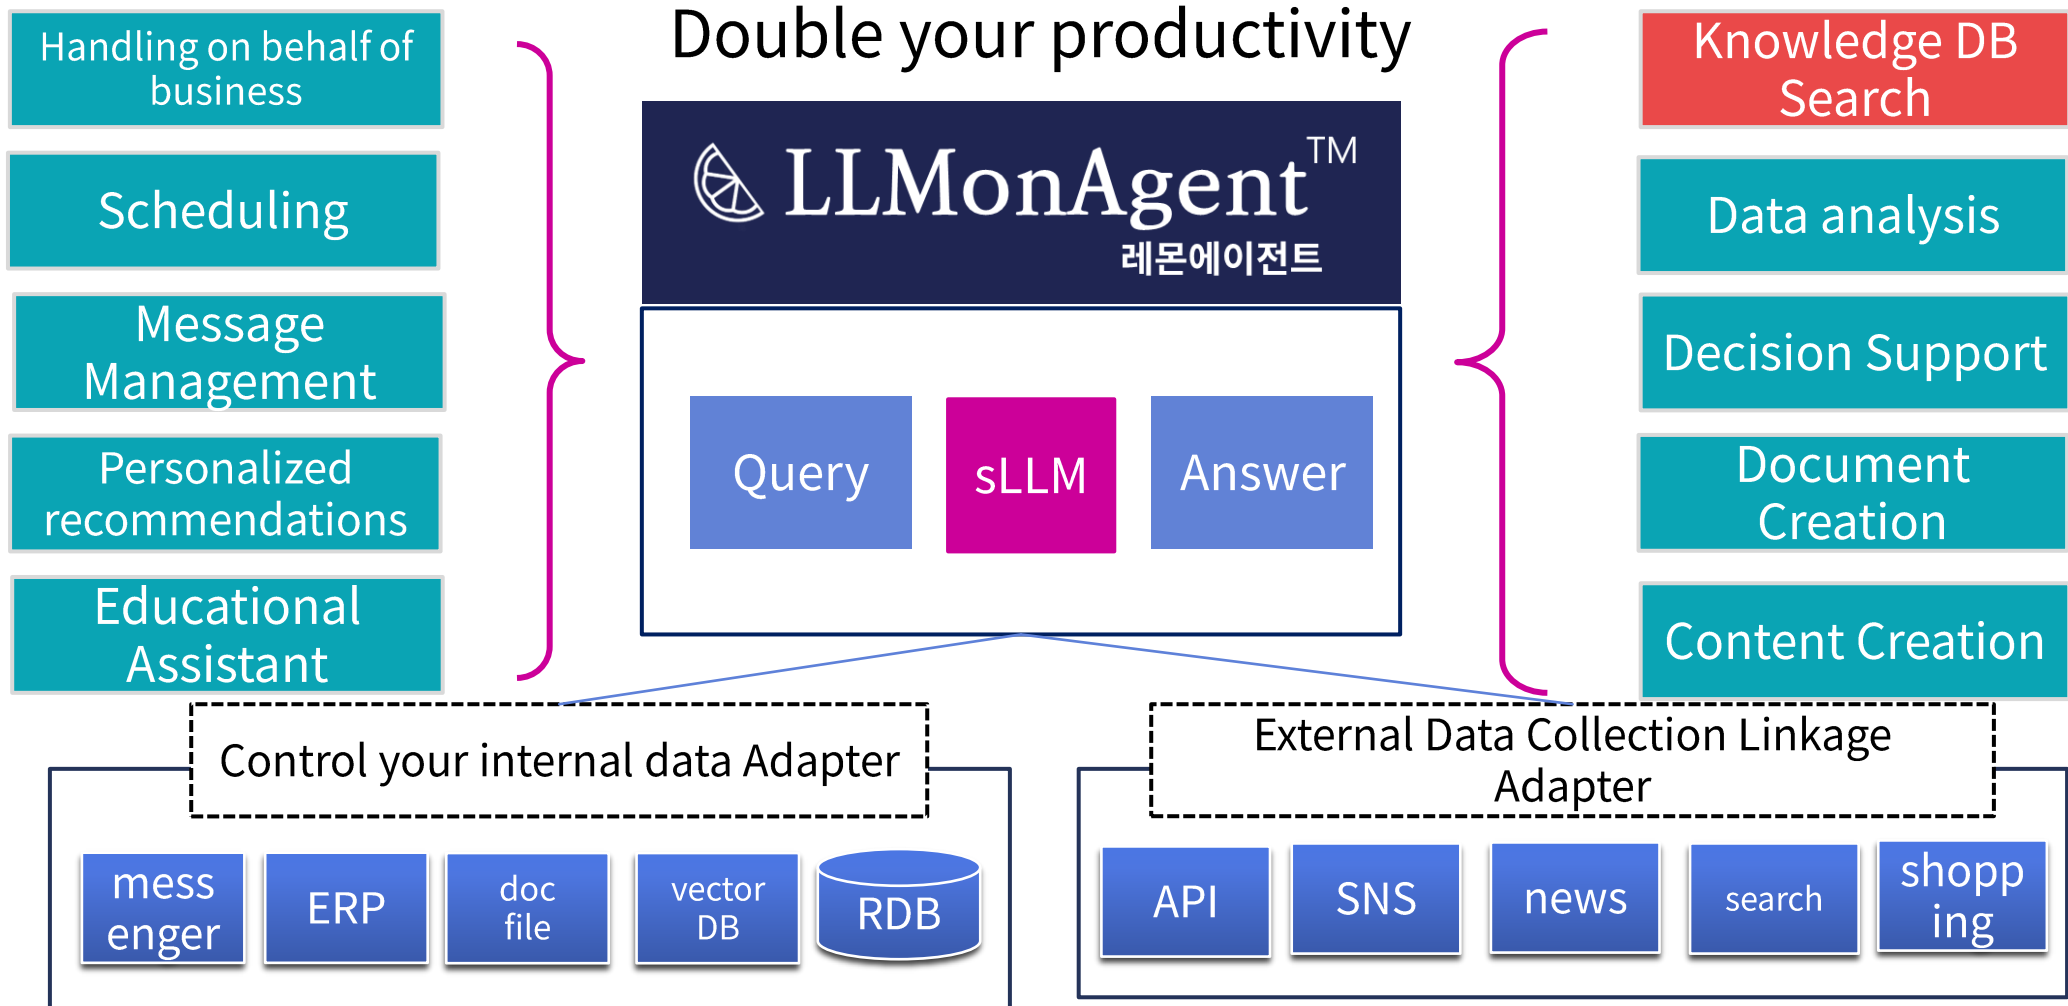 Double your productivity
Handling on behalf of
business
Scheduling
Message
Management
Personalized
recommendations
Educational
Assistant
LLMonAgent™
레몬에이전트
Query
sLLM
Answer
Knowledge DB
Search
Data analysis
Decision Support
Document
Creation
Content Creation
Control your internal data Adapter
mess
enger
ERP
doc
file
vector
DB
RDB
External Data Collection Linkage
Adapter
API
SNS
news
search
shopp
ing